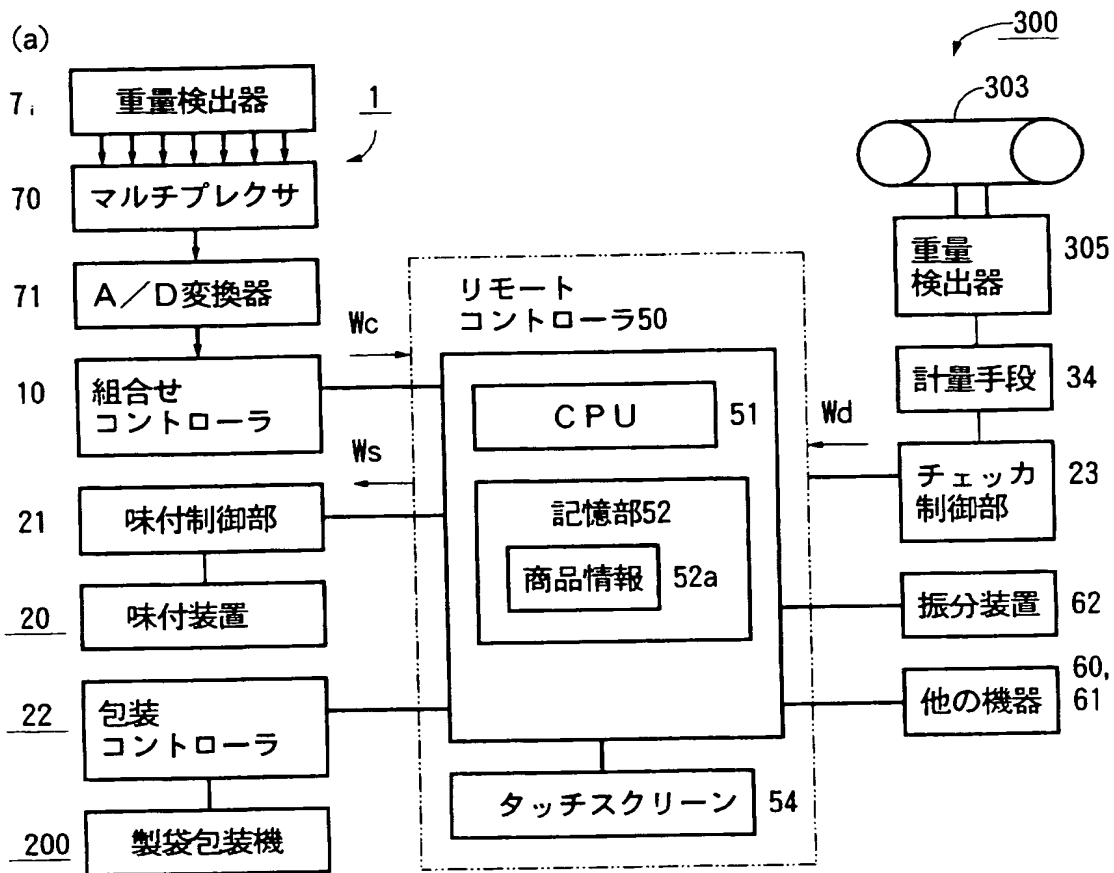 (a)
7i 重量検出器
1
70 マルチプレクサ
71 A/D変換器
10 組合せ
コントローラ
Wc
Ws
21 味付制御部
20 味付装置
22 包装
コントローラ
200 製袋包装機
リモート
コントローラ50
CPU 51
記憶部52
商品情報 52a
タッチスクリーン 54
300
303
重量
検出器 305
計量手段 34
Wd
チェッカ
制御部 23
振分装置 62
他の機器 60,
61